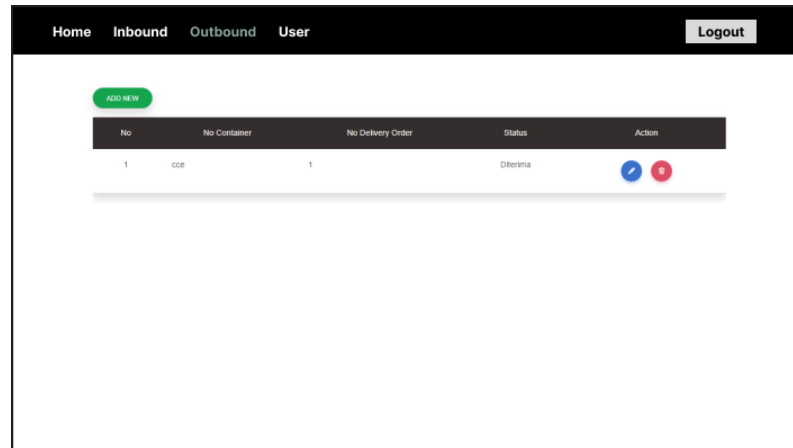 Home Inbound Outbound User Logout
ADD NEW
No No Container No Delivery Order Status Action
1 cce 1 Diterima